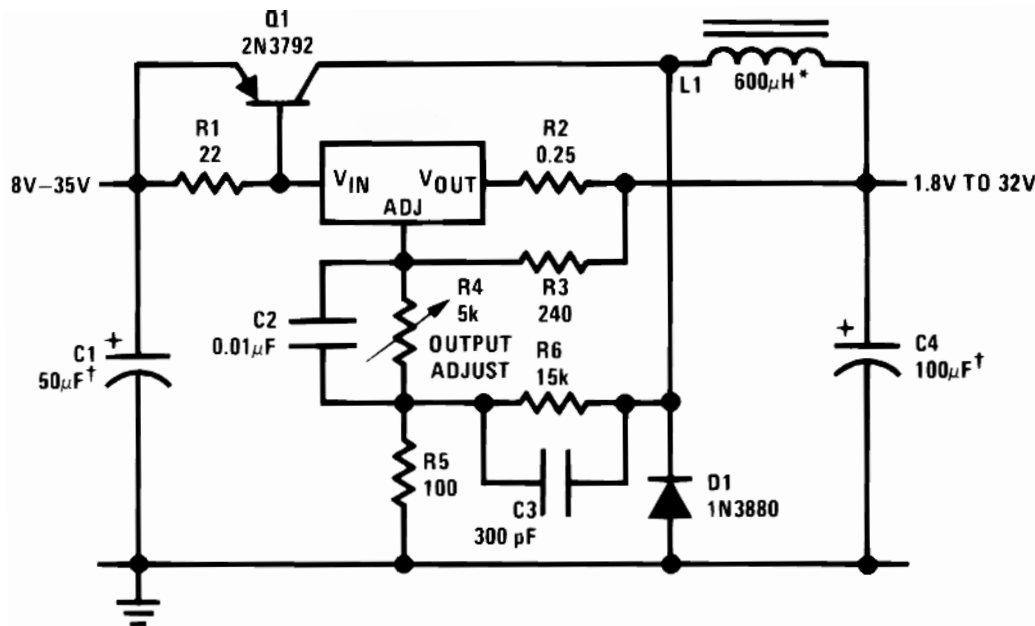 Q1
2N3792
L1
600μH*
R1
22
R2
0.25
8V–35V
VIN
VOUT
ADJ
1.8V TO 32V
R4
5k
R3
240
C2
0.01μF
OUTPUT
ADJUST
R6
15k
C1
50μF†
+
C4
100μF†
+
R5
100
C3
300 pF
D1
1N3880